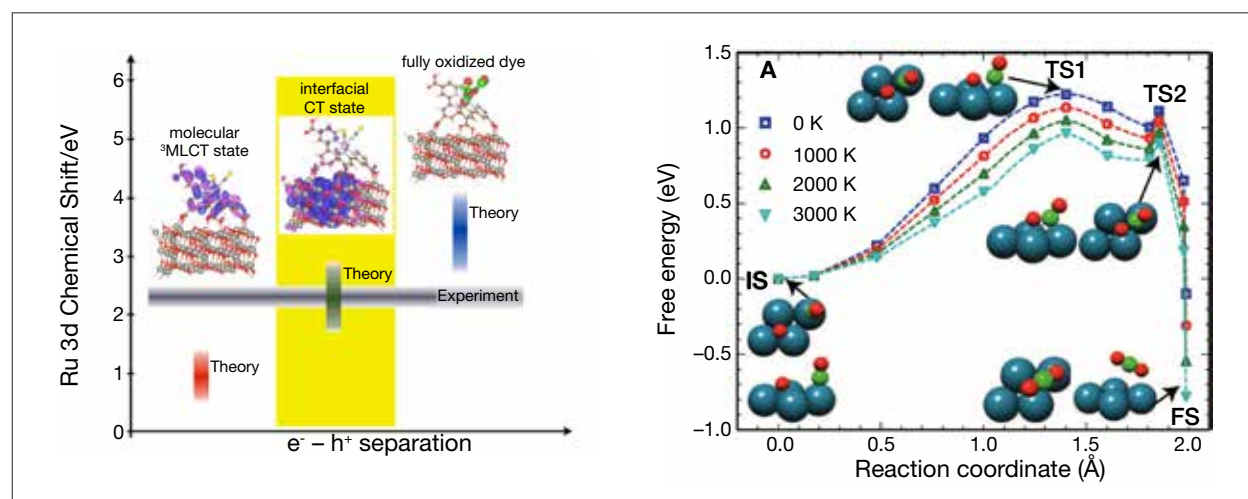 6
5
4
3
2
1
0
Ru 3d Chemical Shift/eV
molecular
³MLCT state
interfacial
CT state
fully oxidized dye
Theory
Theory
Experiment
Theory
e⁻ – h⁺ separation
1.5
1.0
0.5
0.0
–0.5
–1.0
Free energy (eV)
A
TS1
TS2
0 K
1000 K
2000 K
3000 K
IS
FS
0.0
0.5
1.0
1.5
2.0
Reaction coordinate (Å)